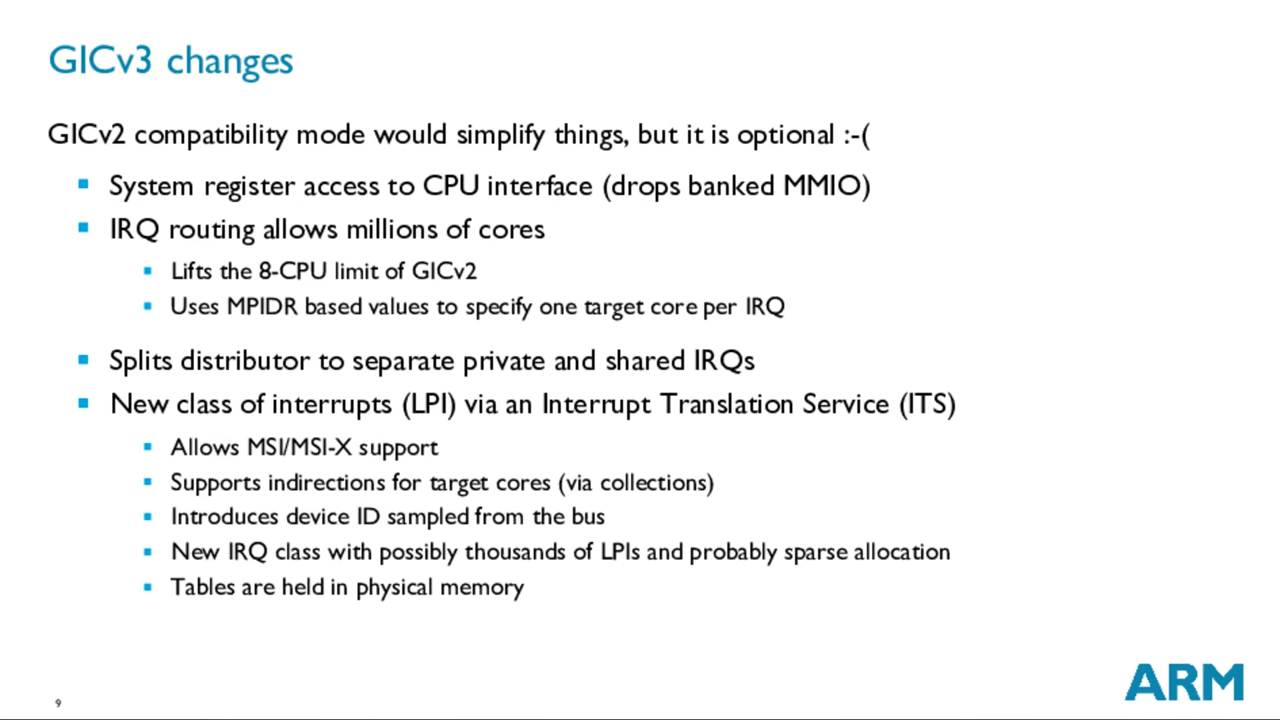 GICv3 changes
GICv2 compatibility mode would simplify things, but it is optional :-(
System register access to CPU interface (drops banked MMIO)
IRQ routing allows millions of cores
Lifts the 8-CPU limit of GICv2
Uses MPIDR based values to specify one target core per IRQ
Splits distributor to separate private and shared IRQs
New class of interrupts (LPI) via an Interrupt Translation Service (ITS)
Allows MSI/MSI-X support
Supports indirections for target cores (via collections)
Introduces device ID sampled from the bus
New IRQ class with possibly thousands of LPIs and probably sparse allocation
Tables are held in physical memory
9
ARM